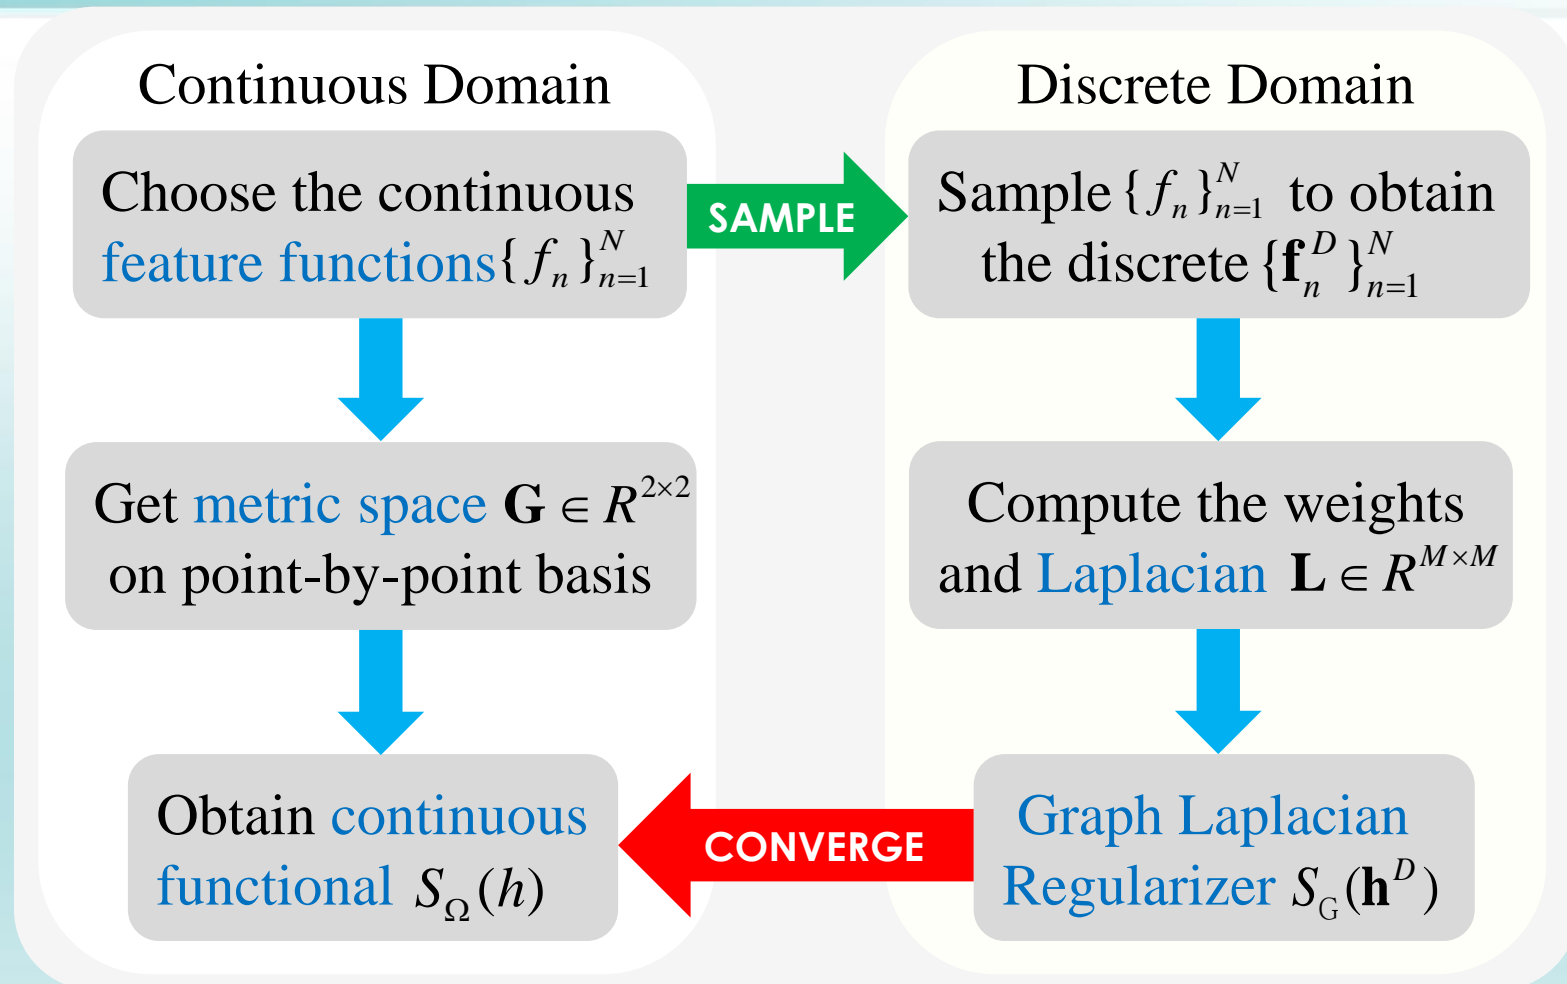 Continuous Domain
Choose the continuous
feature functions {f_n}_{n=1}^N
Get metric space G ∈ R^{2×2}
on point-by-point basis
Obtain continuous
functional S_Ω(h)
SAMPLE
CONVERGE
Discrete Domain
Sample {f_n}_{n=1}^N to obtain
the discrete {f_n^D}_{n=1}^N
Compute the weights
and Laplacian L ∈ R^{M×M}
Graph Laplacian
Regularizer S_G(h^D)